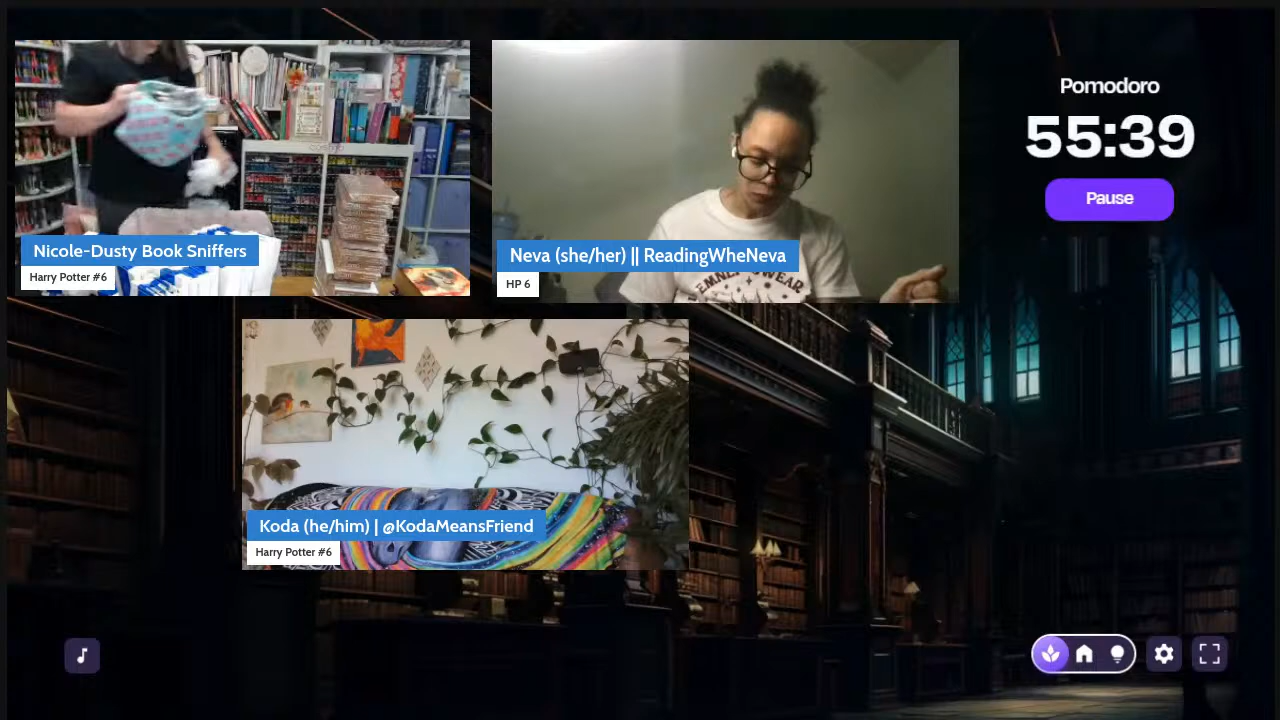 Pomodoro
55:39
Pause
Nicole-Dusty Book Sniffers
Harry Potter #6
Neva (she/her) || ReadingWheNeva
HP 6
Koda (he/him) | @KodaMeansFriend
Harry Potter #6